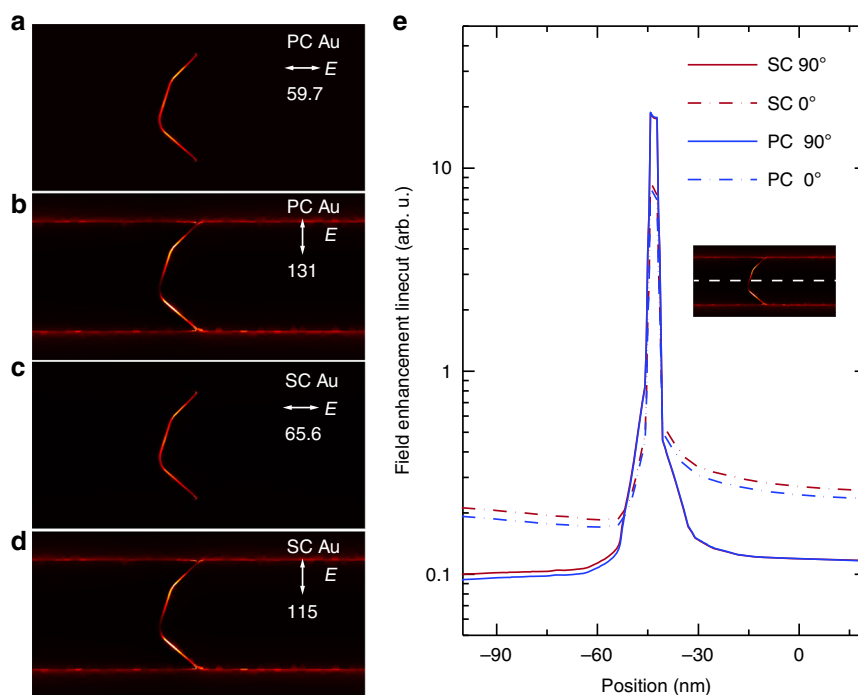 a
PC Au
E
59.7
b
PC Au
E
131
c
SC Au
E
65.6
d
SC Au
E
115
e
SC 90°
SC 0°
PC 90°
PC 0°
10
1
0.1
Field enhancement linecut (arb. u.)
–90
–60
–30
0
Position (nm)